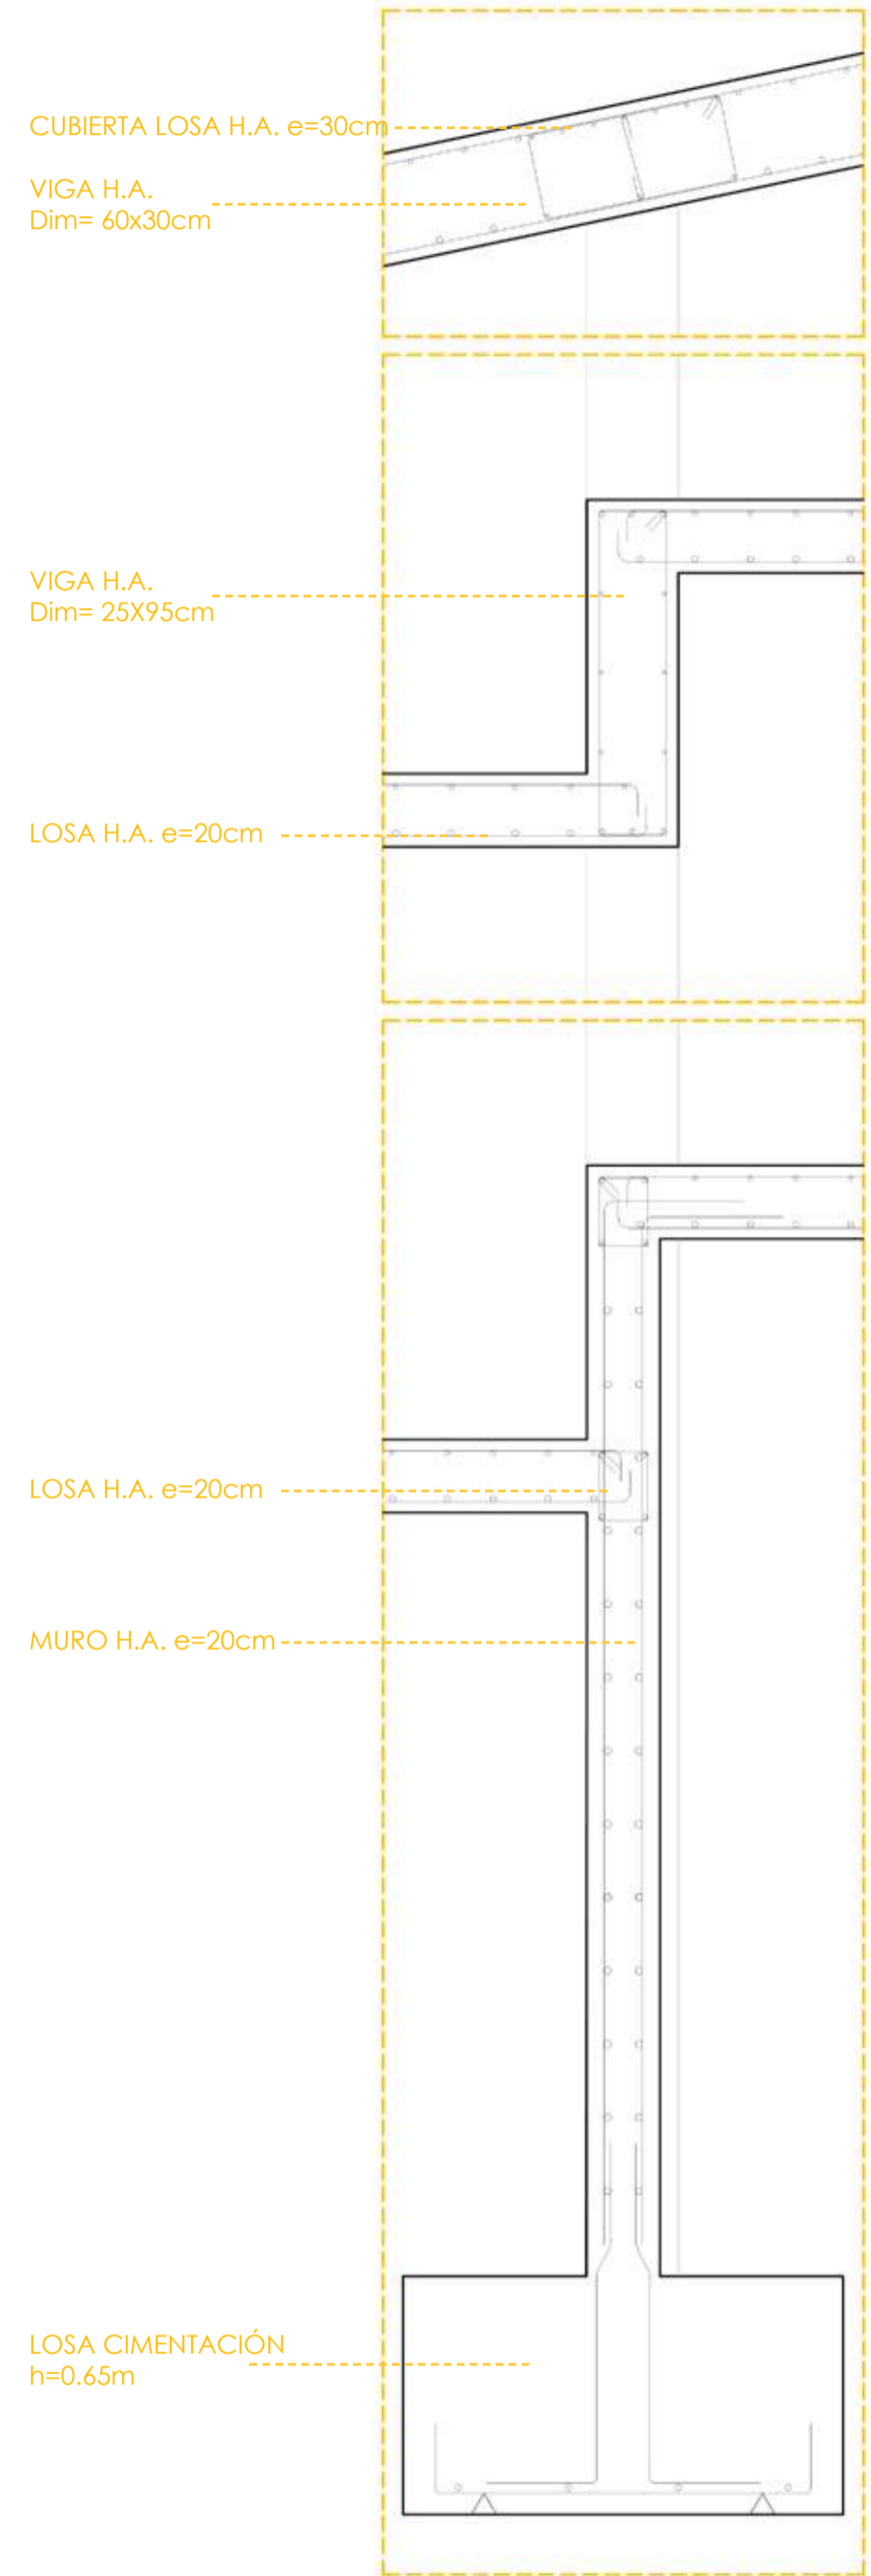 CUBIERTA LOSA H.A. e=30cm
VIGA H.A.
Dim= 60x30cm
VIGA H.A.
Dim= 25X95cm
LOSA H.A. e=20cm
LOSA H.A. e=20cm
MURO H.A. e=20cm
LOSA CIMENTACIÓN
h=0.65m